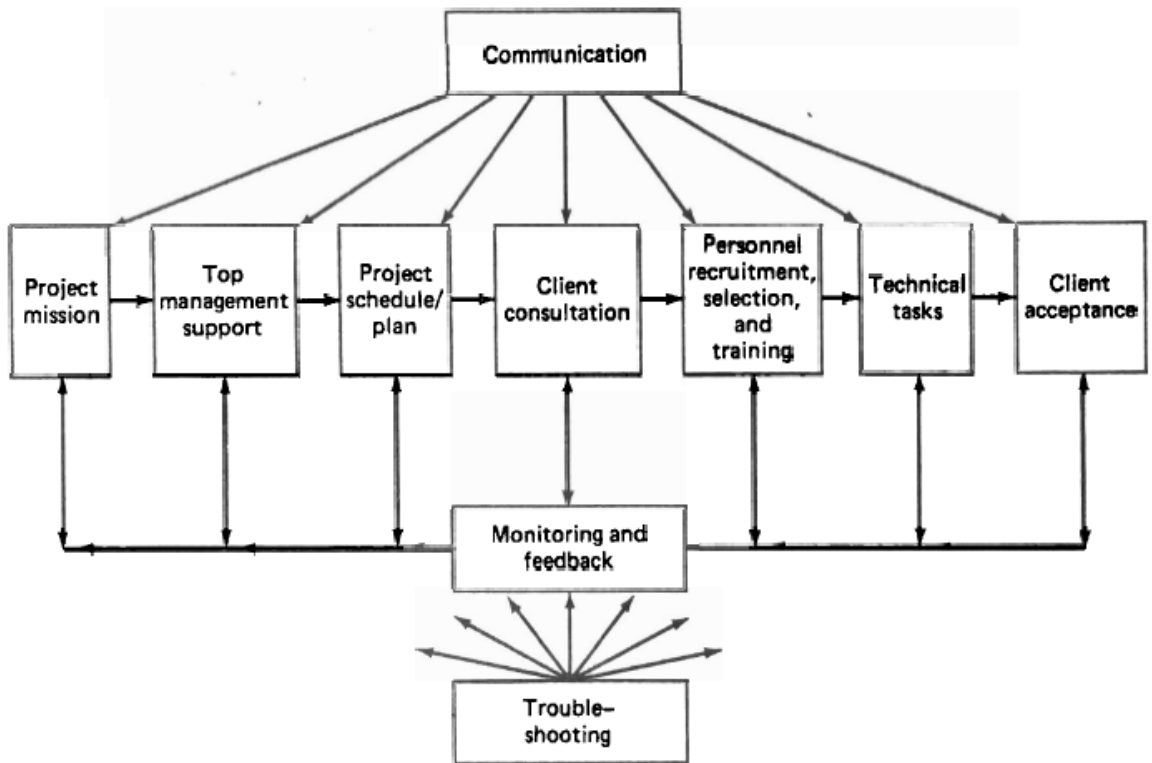 Communication
Project
mission
Top
management
support
Project
schedule/
plan
Client
consultation
Personnel
recruitment,
selection,
and
training
Technical
tasks
Client
acceptance
Monitoring and
feedback
Trouble-
shooting